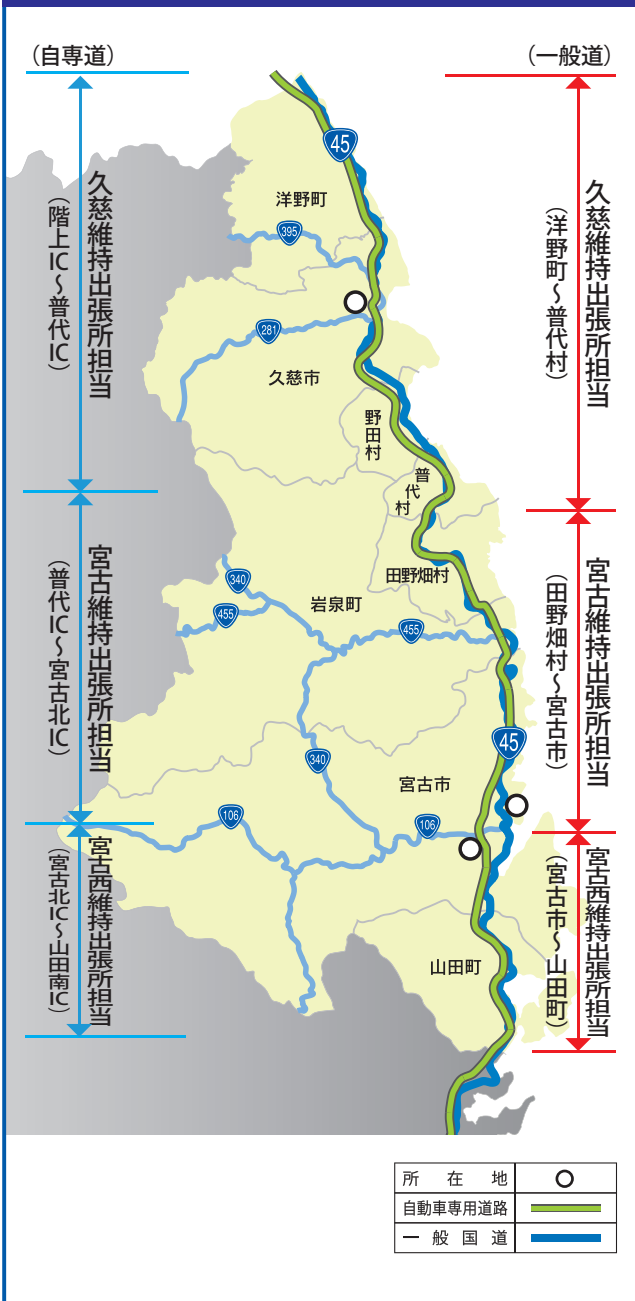 （自専道）
（一般道）
久慈維持出張所担当
（階上IC～普代IC）
宮古維持出張所担当
（普代IC～宮古北IC）
宮古西維持出張所担当
（宮古北IC～山田南IC）
45
洋野町
395
281
久慈市
野田村
普代村
田野畑村
340
岩泉町
455
455
45
340
宮古市
106
106
山田町
久慈維持出張所担当
（洋野町～普代村）
宮古維持出張所担当
（田野畑村～宮古市）
宮古西維持出張所担当
（宮古市～山田町）
所在地
自動車専用道路
一般国道